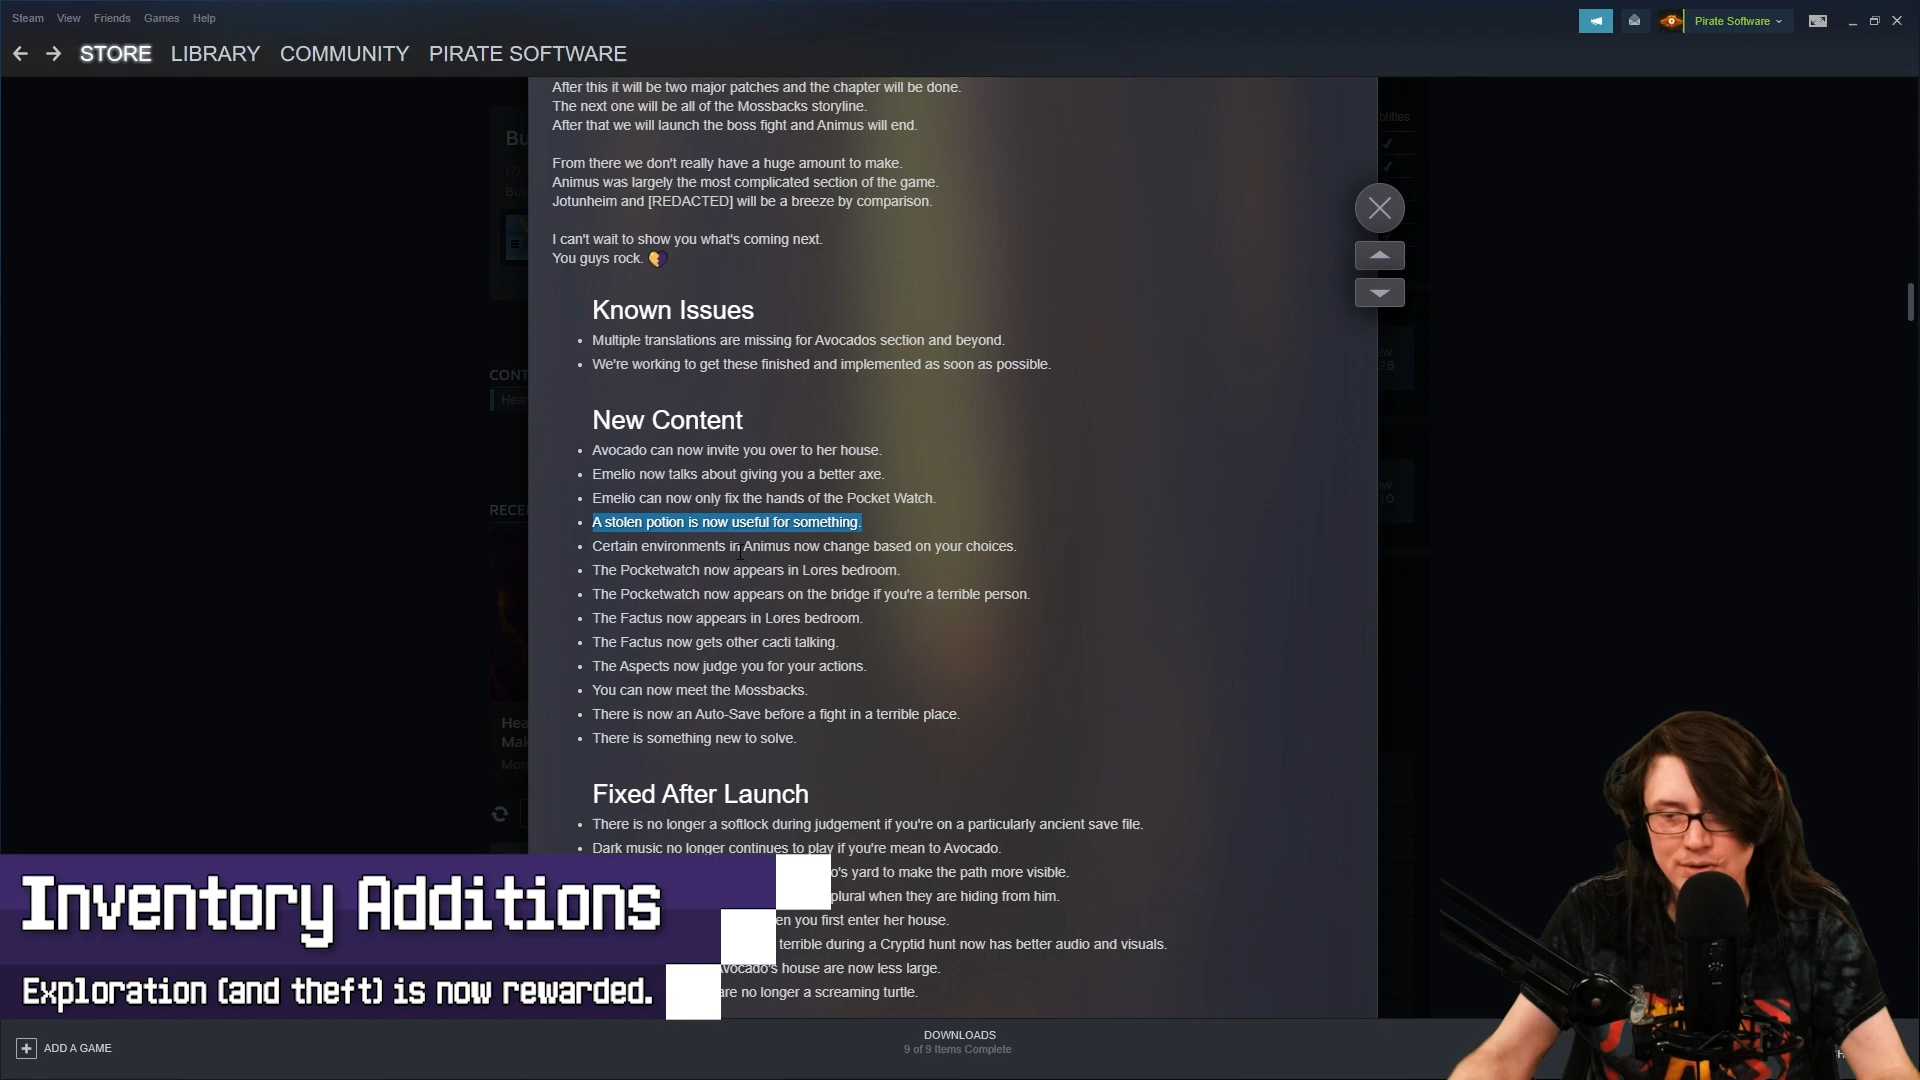 Steam View Friends Games Help
Pirate Software
STORE LIBRARY COMMUNITY PIRATE SOFTWARE
After this it will be two major patches and the chapter will be done.
The next one will be all of the Mossbacks storyline.
After that we will launch the boss fight and Animus will end.
From there we don't really have a huge amount to make.
Animus was largely the most complicated section of the game.
Jotunheim and [REDACTED] will be a breeze by comparison.
I can't wait to show you what's coming next.
You guys rock.
Known Issues
• Multiple translations are missing for Avocados section and beyond.
• We're working to get these finished and implemented as soon as possible.
New Content
• Avocado can now invite you over to her house.
• Emelio now talks about giving you a better axe.
• Emelio can now only fix the hands of the Pocket Watch.
• A stolen potion is now useful for something.
• Certain environments in Animus now change based on your choices.
• The Pocketwatch now appears in Lores bedroom.
• The Pocketwatch now appears on the bridge if you're a terrible person.
• The Factus now appears in Lores bedroom.
• The Factus now gets other cacti talking.
• The Aspects now judge you for your actions.
• You can now meet the Mossbacks.
• There is now an Auto-Save before a fight in a terrible place.
• There is something new to solve.
Fixed After Launch
• There is no longer a softlock during judgement if you're on a particularly ancient save file.
• Dark music no longer continues to play if you're mean to Avocado.
o's yard to make the path more visible.
plural when they are hiding from him.
en you first enter her house.
terrible during a Cryptid hunt now has better audio and visuals.
Avocado's house are now less large.
are no longer a screaming turtle.
Inventory Additions
Exploration (and theft) is now rewarded.
ADD A GAME
DOWNLOADS
9 of 9 Items Complete